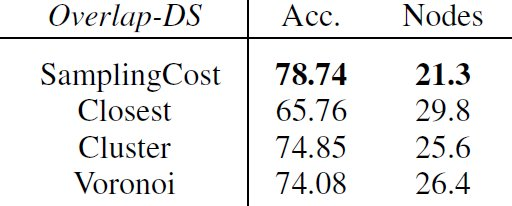 Overlap-DS Acc. Nodes
SamplingCost 78.74 21.3
Closest 65.76 29.8
Cluster 74.85 25.6
Voronoi 74.08 26.4